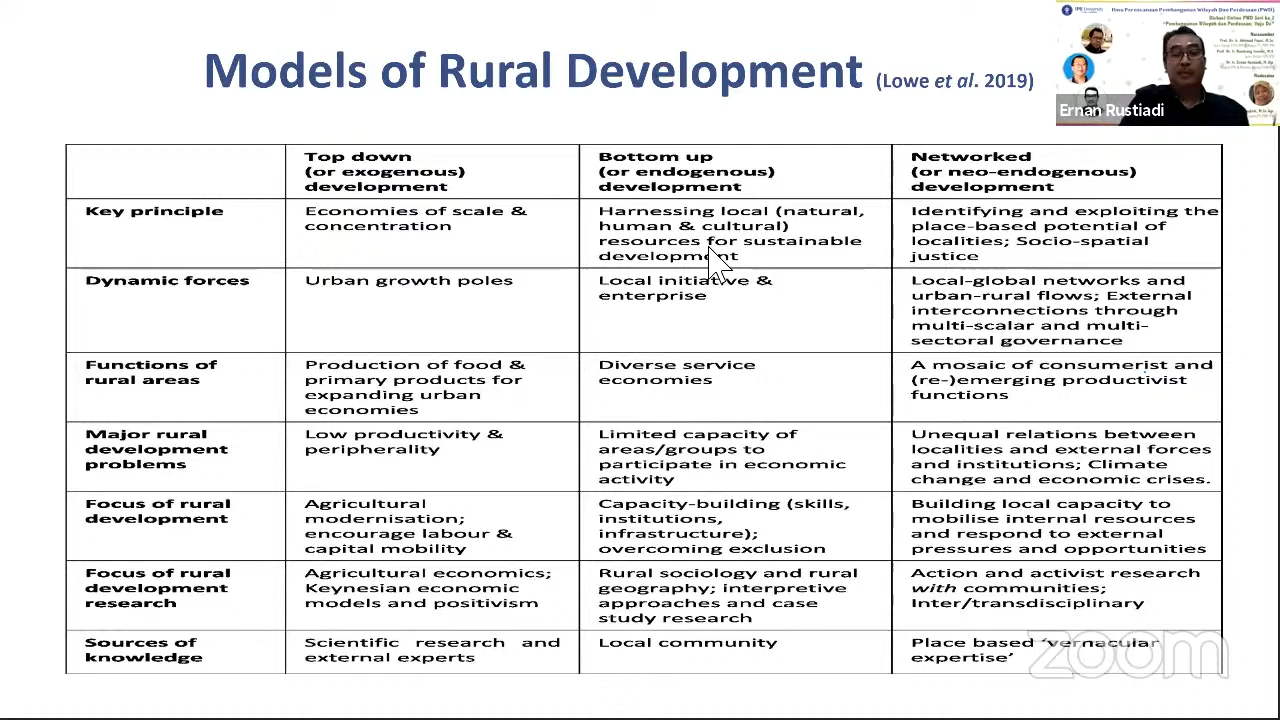 Models of Rural Development (Lowe et al. 2019)
IPB University
Ilmu Perencanaan Pembangunan Wilayah Dan Perdesaan (PWD)
Ernan Rustiadi
Top down
(or exogenous)
development
Bottom up
(or endogenous)
development
Networked
(or neo-endogenous)
development
Key principle
Economies of scale &
concentration
Harnessing local (natural,
human & cultural)
resources for sustainable
development
Identifying and exploiting the
place-based potential of
localities; Socio-spatial
justice
Dynamic forces
Urban growth poles
Local initiative &
enterprise
Local-global networks and
urban-rural flows; External
interconnections through
multi-scalar and multi-
sectoral governance
Functions of
rural areas
Production of food &
primary products for
expanding urban
economies
Diverse service
economies
A mosaic of consumerist and
(re-)emerging productivist
functions
Major rural
development
problems
Low productivity &
peripherality
Limited capacity of
areas/groups to
participate in economic
activity
Unequal relations between
localities and external forces
and institutions; Climate
change and economic crises.
Focus of rural
development
Agricultural
modernisation;
encourage labour &
capital mobility
Capacity-building (skills,
institutions,
infrastructure);
overcoming exclusion
Building local capacity to
mobilise internal resources
and respond to external
pressures and opportunities
Focus of rural
development
research
Agricultural economics;
Keynesian economic
models and positivism
Rural sociology and rural
geography; interpretive
approaches and case
study research
Action and activist research
with communities;
Inter/transdisciplinary
Sources of
knowledge
Scientific research and
external experts
Local community
Place based ‘vernacular
expertise’
zoom